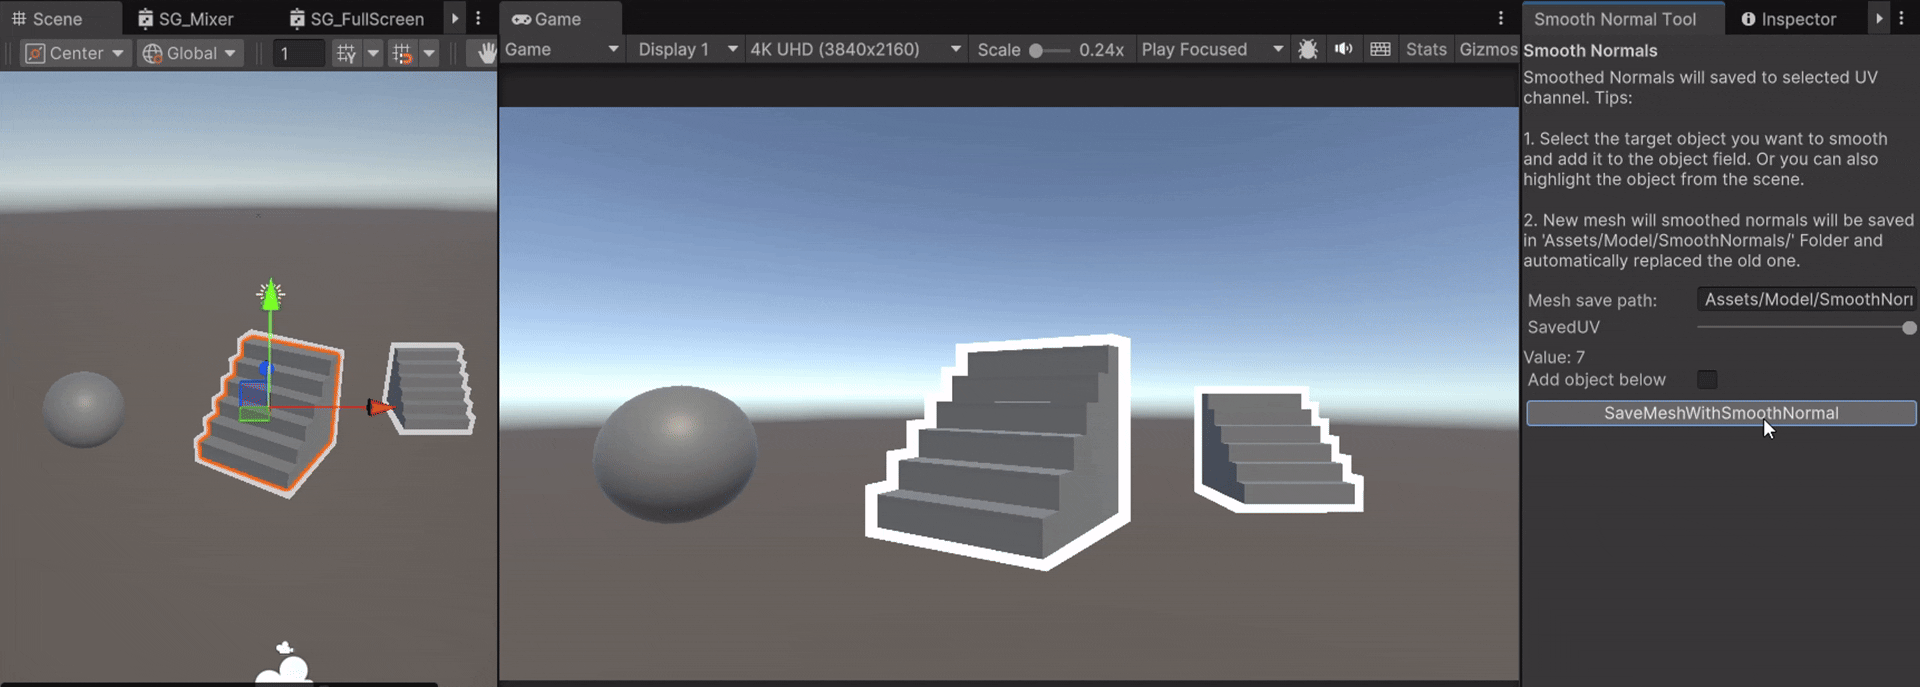 Scene
SG_Mixer
SG_FullScreen
Center
Global
1
Game
Game
Display 1
4K UHD (3840x2160)
Scale
0.24x
Play Focused
Stats
Gizmos
Smooth Normal Tool
Inspector
Smooth Normals
Smoothed Normals will saved to selected UV
channel. Tips:
1. Select the target object you want to smooth
and add it to the object field. Or you can also
highlight the object from the scene.
2. New mesh will smoothed normals will be saved
in 'Assets/Model/SmoothNormals/' Folder and
automatically replaced the old one.
Mesh save path:
Assets/Model/SmoothNor
SavedUV
Value: 7
Add object below
SaveMeshWithSmoothNormal